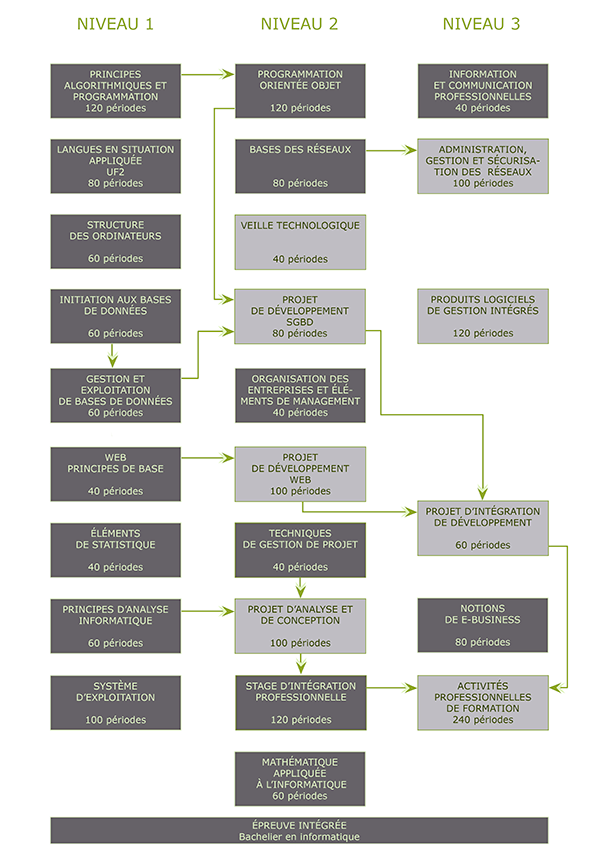 NIVEAU 1
NIVEAU 2
NIVEAU 3
PRINCIPES
ALGORITHMIQUES ET
PROGRAMMATION
120 périodes
PROGRAMMATION
ORIENTÉE OBJET
120 périodes
INFORMATION
ET COMMUNICATION
PROFESSIONNELLES
40 périodes
LANGUES EN SITUATION
APPLIQUÉE
UF2
80 périodes
BASES DES RÉSEAUX
80 périodes
ADMINISTRATION,
GESTION ET SÉCURISA-
TION DES RÉSEAUX
100 périodes
STRUCTURE
DES ORDINATEURS
60 périodes
VEILLE TECHNOLOGIQUE
40 périodes
INITIATION AUX BASES
DE DONNÉES
60 périodes
PROJET
DE DÉVELOPPEMENT
SGBD
80 périodes
PRODUITS LOGICIELS
DE GESTION INTÉGRÉS
120 périodes
GESTION ET
EXPLOITATION
DE BASES DE DONNÉES
60 périodes
ORGANISATION DES
ENTREPRISES ET ÉLÉ-
MENTS DE MANAGEMENT
40 périodes
WEB
PRINCIPES DE BASE
40 périodes
PROJET
DE DÉVELOPPEMENT
WEB
100 périodes
PROJET D'INTÉGRATION
DE DÉVELOPPEMENT
60 périodes
ÉLÉMENTS
DE STATISTIQUE
40 périodes
TECHNIQUES
DE GESTION DE PROJET
40 périodes
PRINCIPES D'ANALYSE
INFORMATIQUE
60 périodes
PROJET D'ANALYSE ET
DE CONCEPTION
100 périodes
NOTIONS
DE E-BUSINESS
80 périodes
SYSTÈME
D'EXPLOITATION
100 périodes
STAGE D'INTÉGRATION
PROFESSIONNELLE
120 périodes
ACTIVITÉS
PROFESSIONNELLES
DE FORMATION
240 périodes
MATHÉMATIQUE
APPLIQUÉE
À L'INFORMATIQUE
60 périodes
ÉPREUVE INTÉGRÉE
Bachelier en informatique